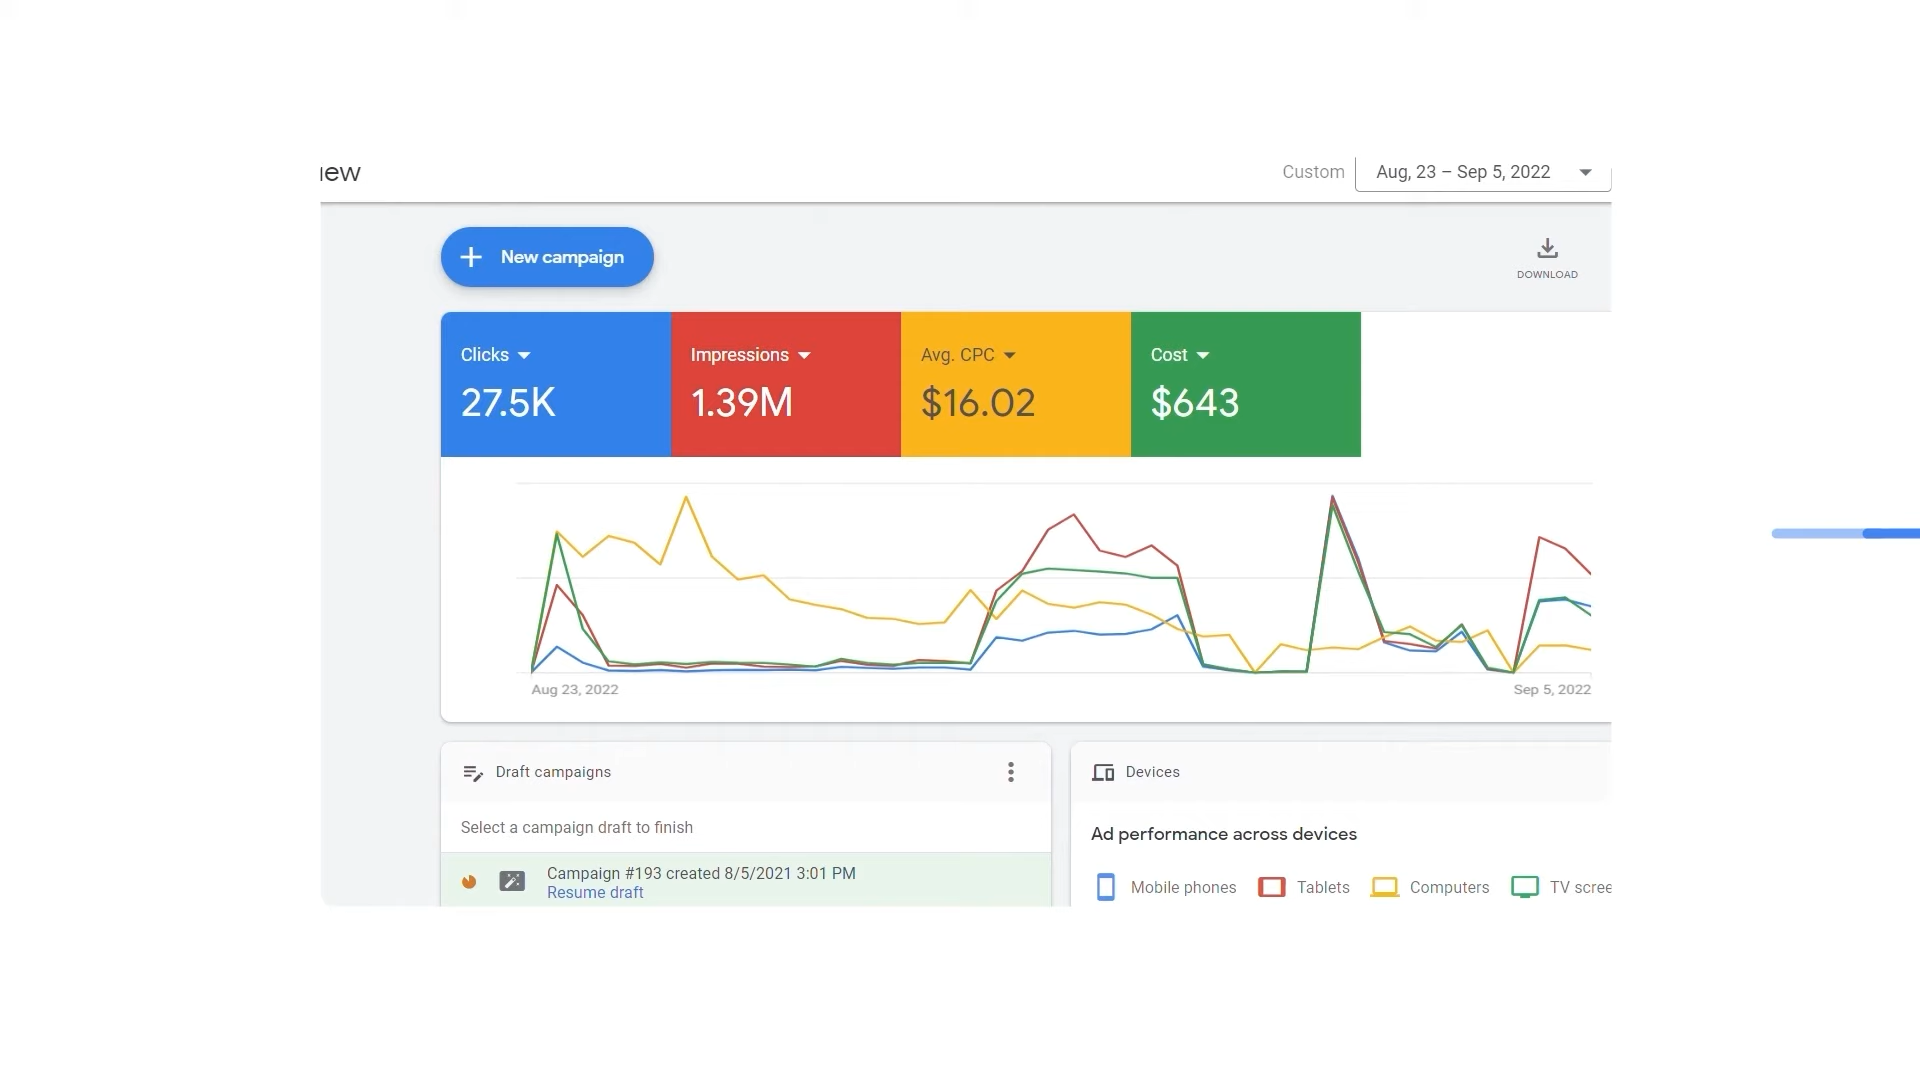 iew
Custom Aug, 23 – Sep 5, 2022
New campaign
DOWNLOAD
Clicks Impressions Avg. CPC Cost
27.5K 1.39M $16.02 $643
Aug 23, 2022 Sep 5, 2022
Draft campaigns
Select a campaign draft to finish
Campaign #193 created 8/5/2021 3:01 PM
Resume draft
Devices
Ad performance across devices
Mobile phones Tablets Computers TV scree